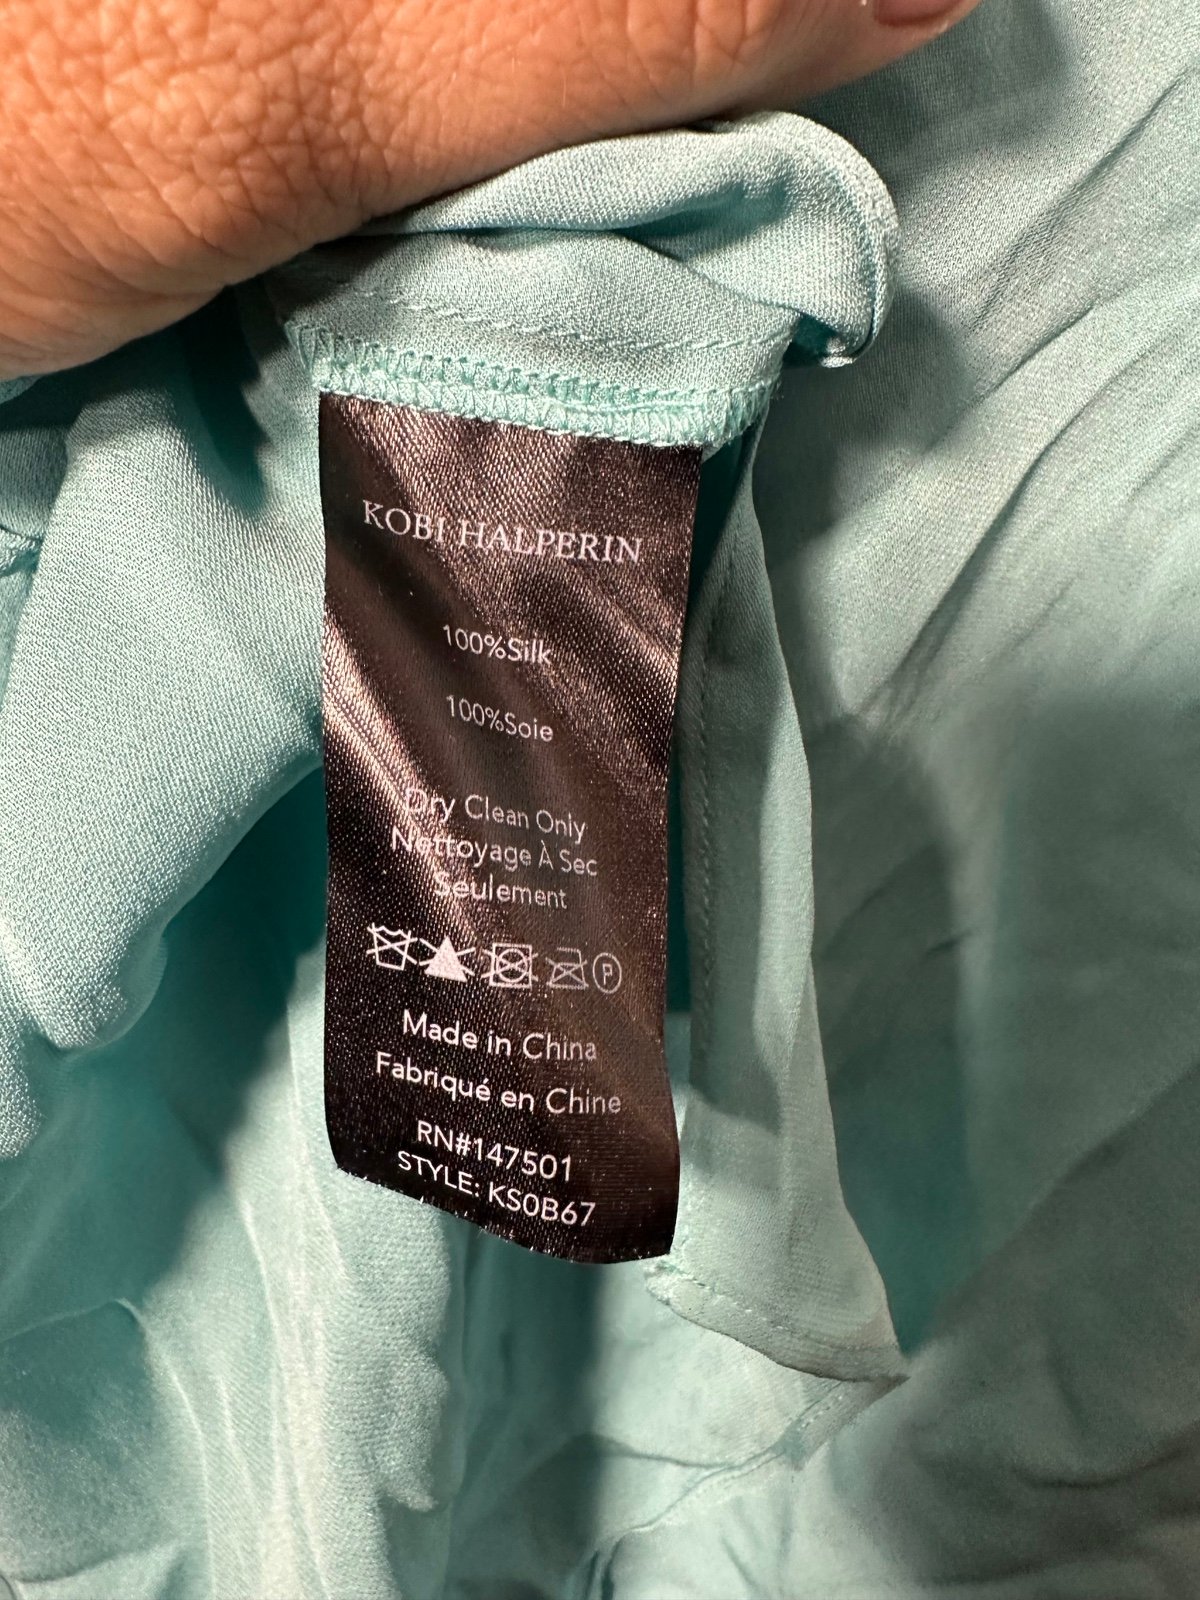 KOBI HALPERIN
100%Silk
100%Soie
Dry Clean Only
Nettoyage À Sec
Seulement
P
Made in China
Fabriqué en Chine
RN#147501
STYLE: KS0B67